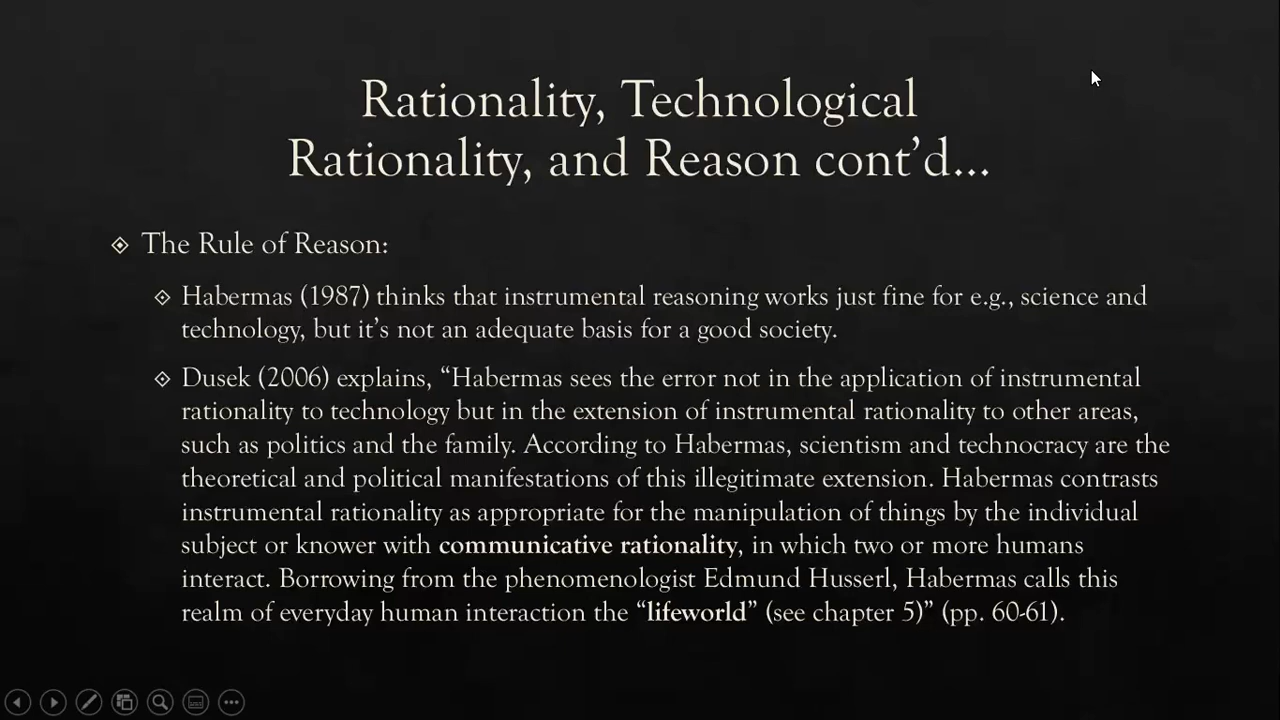 Rationality, Technological
Rationality, and Reason cont’d...
The Rule of Reason:
Habermas (1987) thinks that instrumental reasoning works just fine for e.g., science and
technology, but it’s not an adequate basis for a good society.
Dusek (2006) explains, “Habermas sees the error not in the application of instrumental
rationality to technology but in the extension of instrumental rationality to other areas,
such as politics and the family. According to Habermas, scientism and technocracy are the
theoretical and political manifestations of this illegitimate extension. Habermas contrasts
instrumental rationality as appropriate for the manipulation of things by the individual
subject or knower with communicative rationality, in which two or more humans
interact. Borrowing from the phenomenologist Edmund Husserl, Habermas calls this
realm of everyday human interaction the “lifeworld” (see chapter 5)” (pp. 60-61).